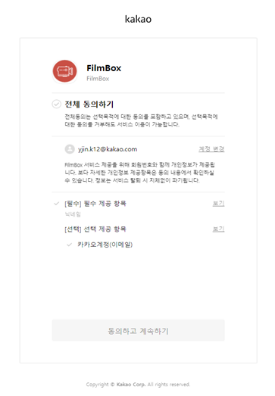 kakao
FilmBox
FilmBox
전체 동의하기
전체동의는 선택목적에 대한 동의를 포함하고 있으며, 선택목적에
대한 동의를 거부해도 서비스 이용이 가능합니다.
yjin.k12@kakao.com 계정 변경
FilmBox 서비스 제공을 위해 회원번호와 함께 개인정보가 제공됩
니다. 보다 자세한 개인정보 제공항목은 동의 내용에서 확인하실
수 있습니다. 정보는 서비스 탈퇴 시 지체없이 파기됩니다.
[필수] 필수 제공 항목 보기
닉네임
[선택] 선택 제공 항목 보기
카카오계정(이메일)
동의하고 계속하기
Copyright © Kakao Corp. All rights reserved.